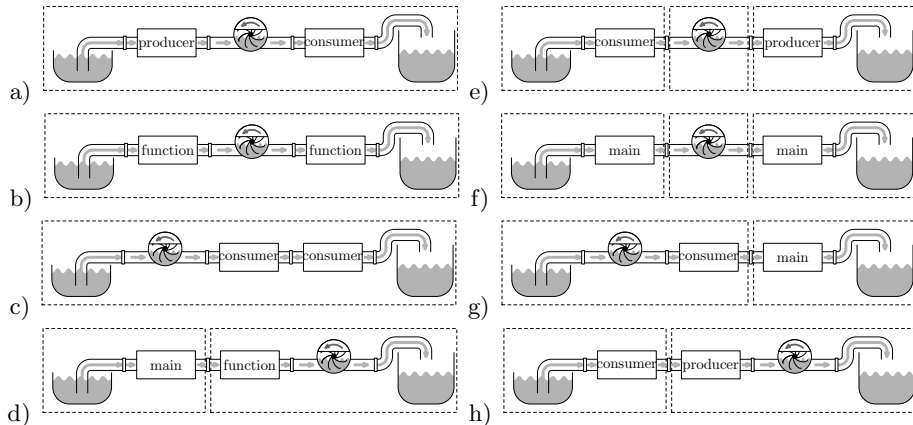 a) producer consumer
b) function function
c) consumer consumer
d) main function
e) consumer producer
f) main main
g) consumer main
h) consumer producer